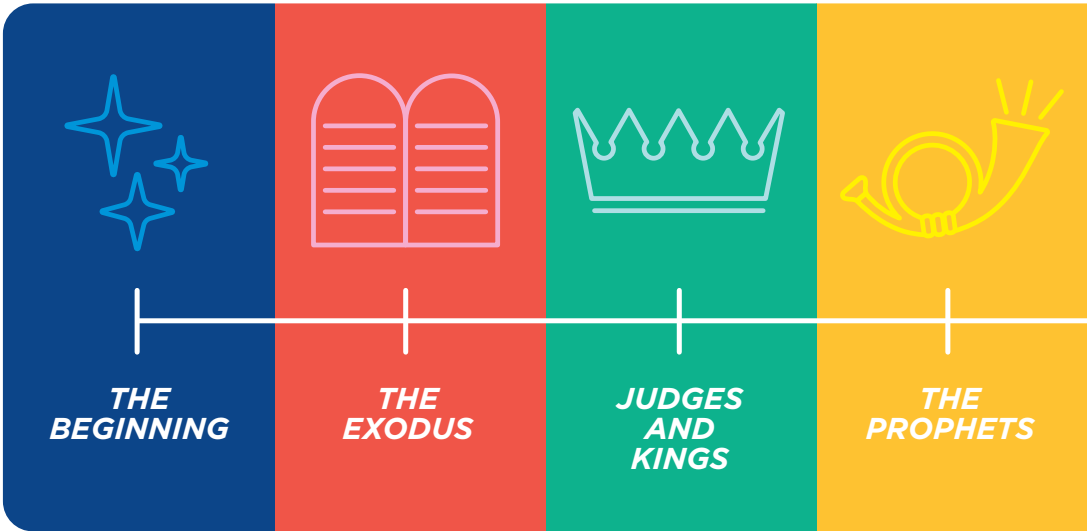 THE
BEGINNING
THE
EXODUS
JUDGES
AND
KINGS
THE
PROPHETS